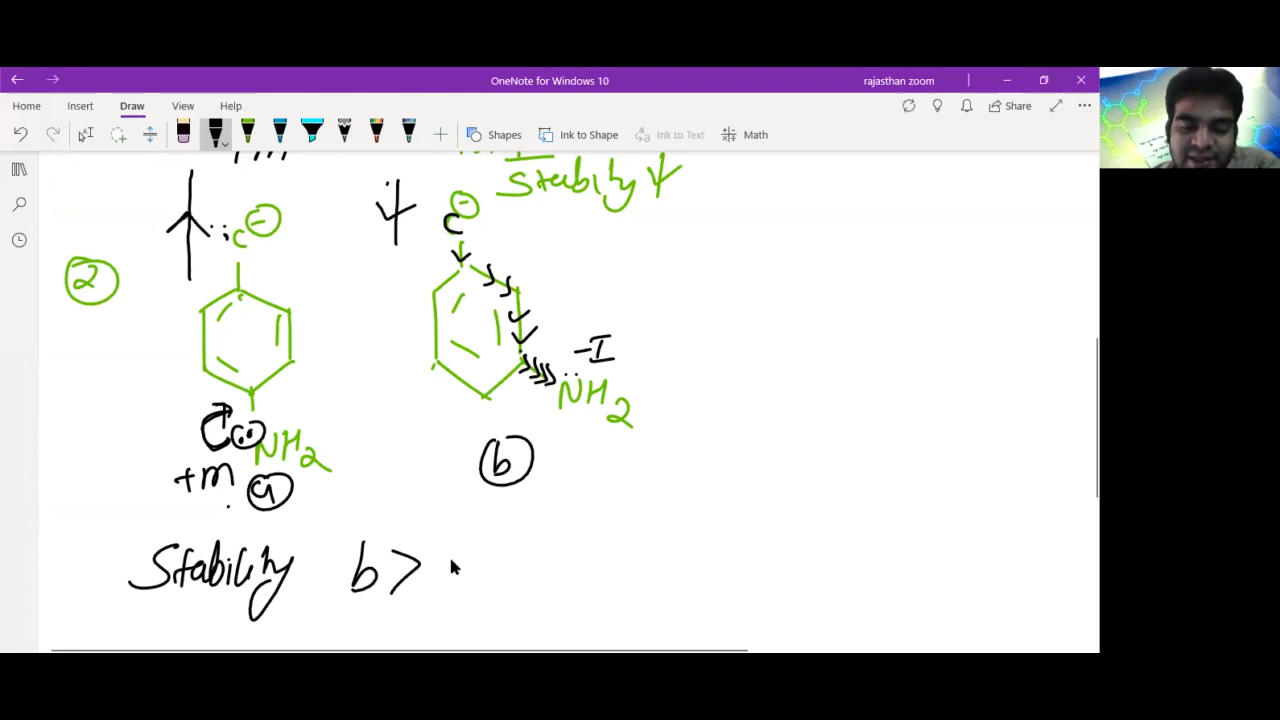 OneNote for Windows 10
rajasthan zoom
Home Insert Draw View Help
Share
Shapes Ink to Shape Ink to Text Math
Stability ↓
:C⊖
C⊖
②
-I
NH2
NH2
+m
ⓐ
ⓑ
Stability b >